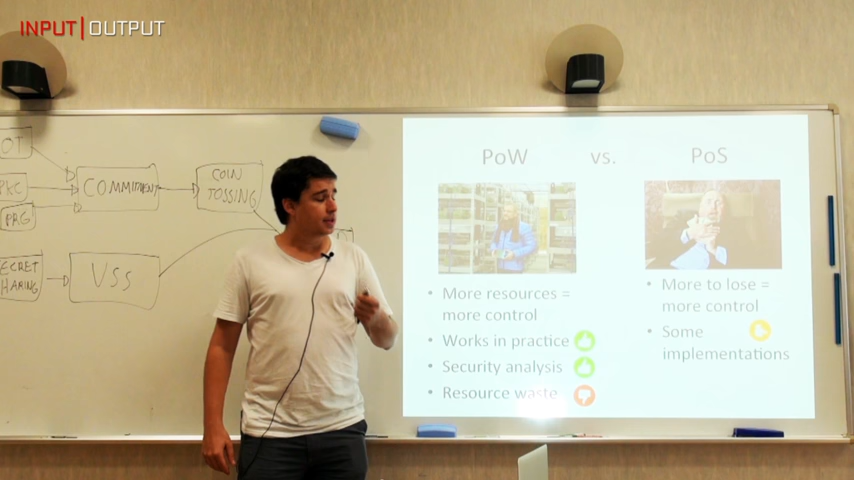 INPUT | OUTPUT
OT
PKC
PRG
COMMITMENT
COIN
TOSSING
SECRET
SHARING
VSS
PoW vs. PoS
• More resources =
more control
• Works in practice
• Security analysis
• Resource waste
• More to lose =
more control
• Some
implementations